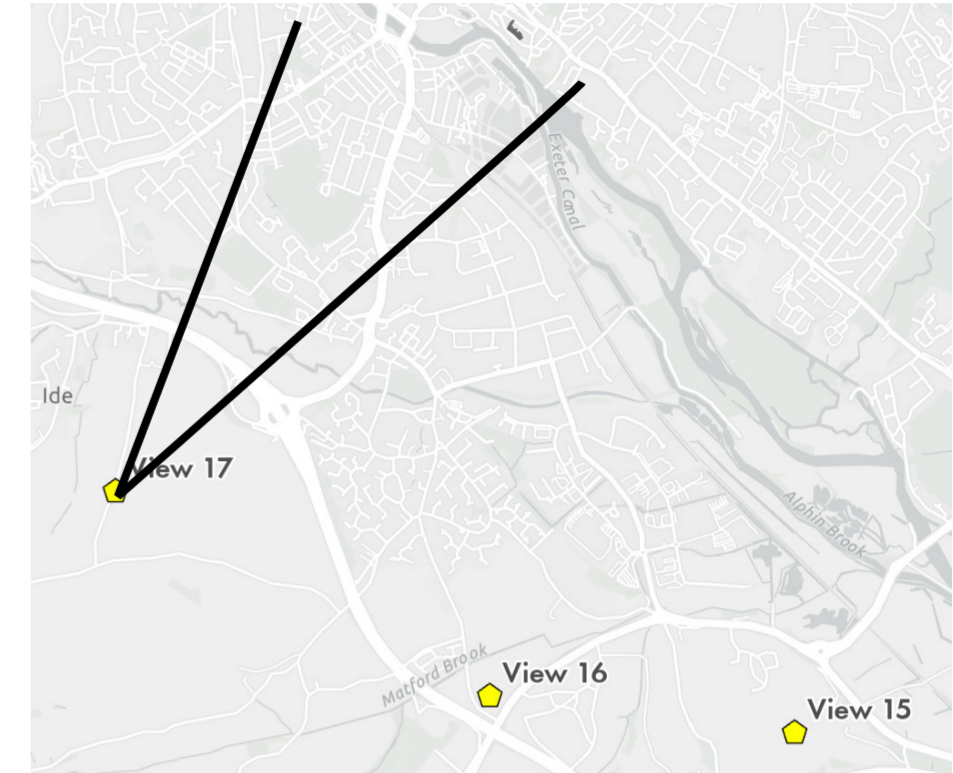 Exeter Canal
Ide
View 17
Alphin Brook
Matford Brook
View 16
View 15